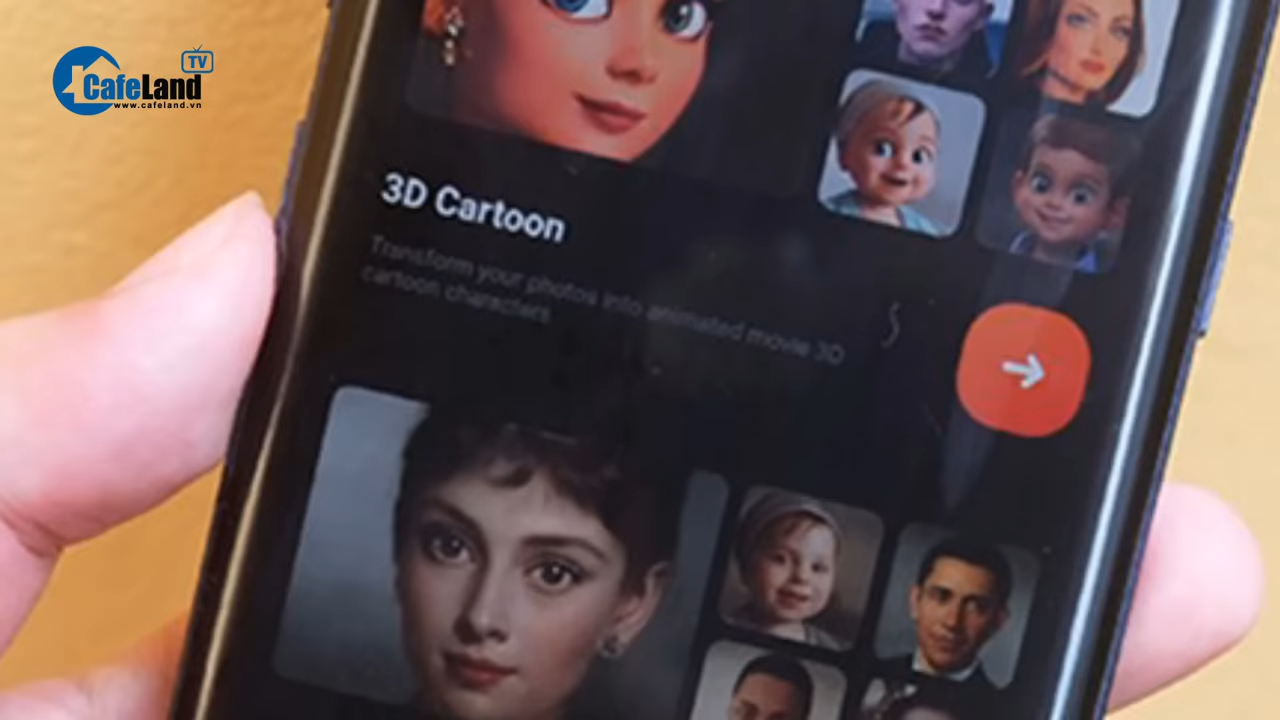 TV
CafeLand
www.cafeland.vn
3D Cartoon
Transform your photos into animated movie 3D
cartoon characters